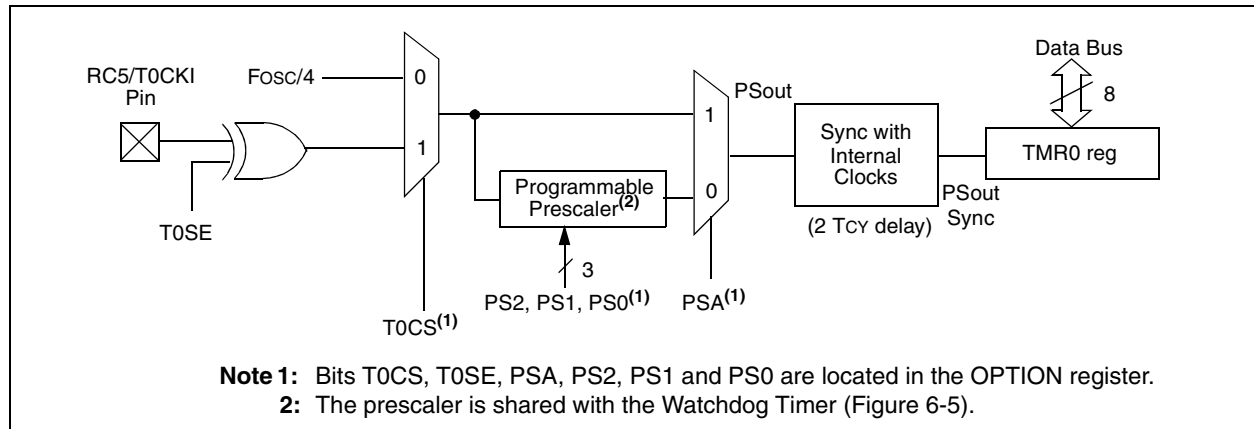 Data Bus
8
RC5/T0CKI
Pin
FOSC/4
0
1
T0SE
T0CS(1)
Programmable
Prescaler(2)
3
PS2, PS1, PS0(1)
1
0
PSA(1)
PSout
Sync with
Internal
Clocks
(2 TCY delay)
PSout
Sync
TMR0 reg
Note 1: Bits T0CS, T0SE, PSA, PS2, PS1 and PS0 are located in the OPTION register.
2: The prescaler is shared with the Watchdog Timer (Figure 6-5).